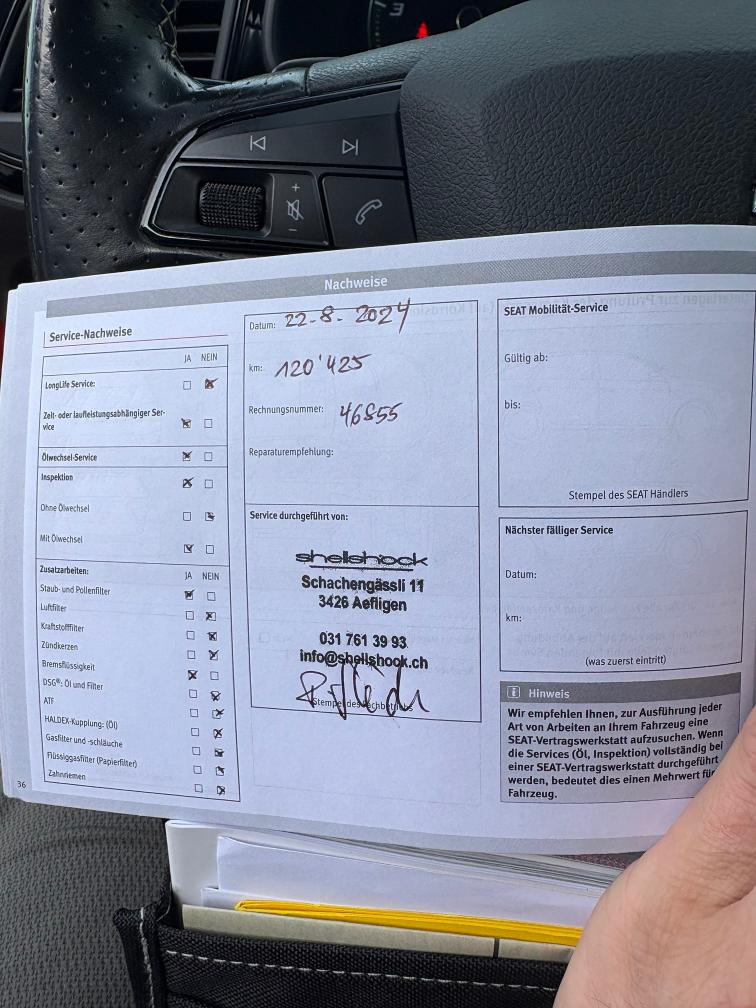 3
Nachweise
Service-Nachweise
JA NEIN
LongLife Service:
Zeit- oder laufleistungsabhängiger Ser-
vice
Ölwechsel-Service
Inspektion
Ohne Ölwechsel
Mit Ölwechsel
Zusatzarbeiten: JA NEIN
Staub- und Pollenfilter
Luftfilter
Kraftstofffilter
Zündkerzen
Bremsflüssigkeit
DSG®: Öl und Filter
ATF
HALDEX-Kupplung: (Öl)
Gasfilter und -schläuche
Flüssiggasfilter (Papierfilter)
Zahnriemen
36
Datum: 22-8-2024
km: 120'425
Rechnungsnummer: 46855
Reparaturempfehlung:
Service durchgeführt von:
shellshock
Schachengässli 11
3426 Aefligen
031 761 39 93
info@shellshock.ch
SEAT Mobilität-Service
Gültig ab:
bis:
Stempel des SEAT Händlers
Nächster fälliger Service
Datum:
km:
(was zuerst eintritt)
Hinweis
Wir empfehlen Ihnen, zur Ausführung jeder
Art von Arbeiten an Ihrem Fahrzeug eine
SEAT-Vertragswerkstatt aufzusuchen. Wenn
die Services (Öl, Inspektion) vollständig bei
einer SEAT-Vertragswerkstatt durchgeführt
werden, bedeutet dies einen Mehrwert
Fahrzeug.